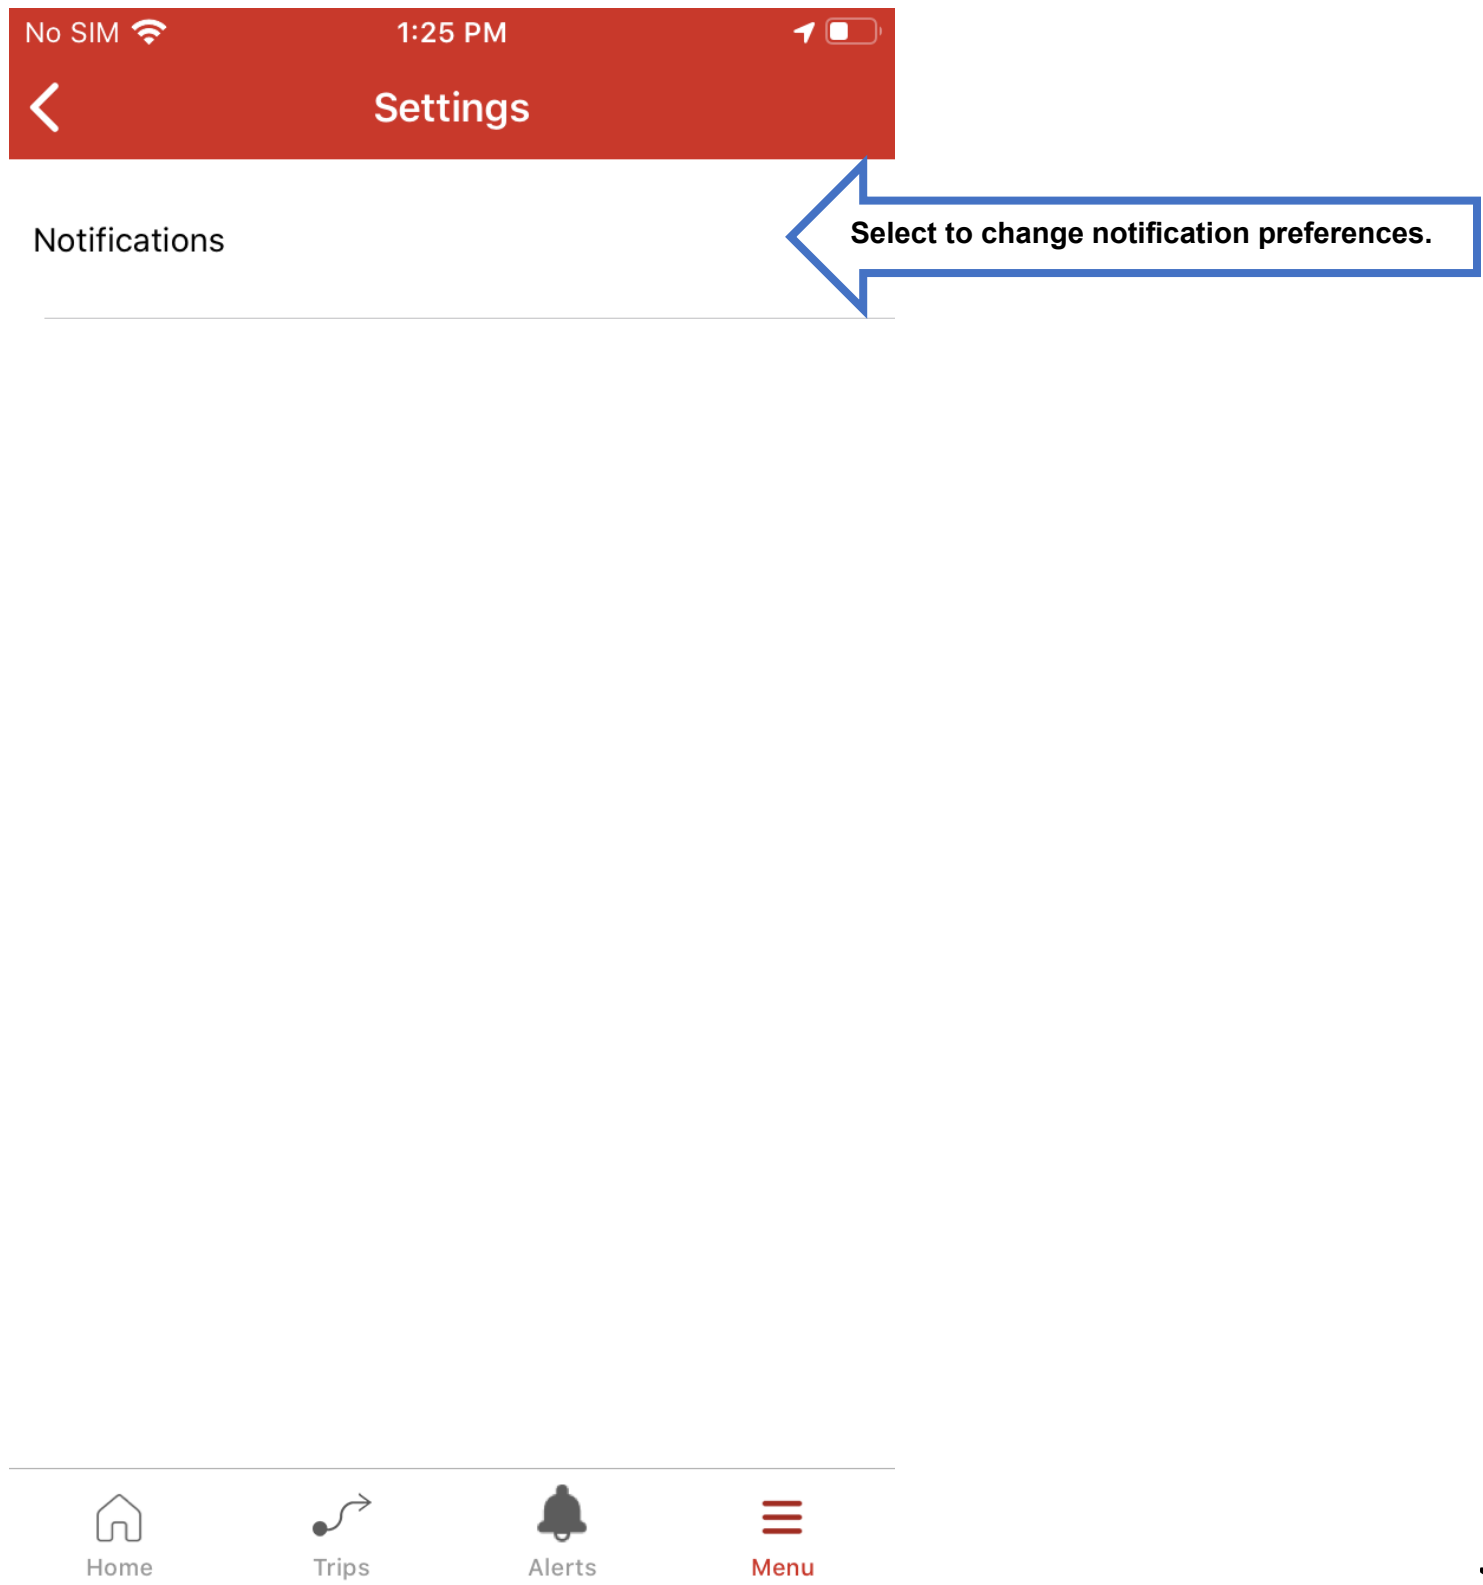 No SIM 1:25 PM
Settings
Notifications
Select to change notification preferences.
Home Trips Alerts Menu